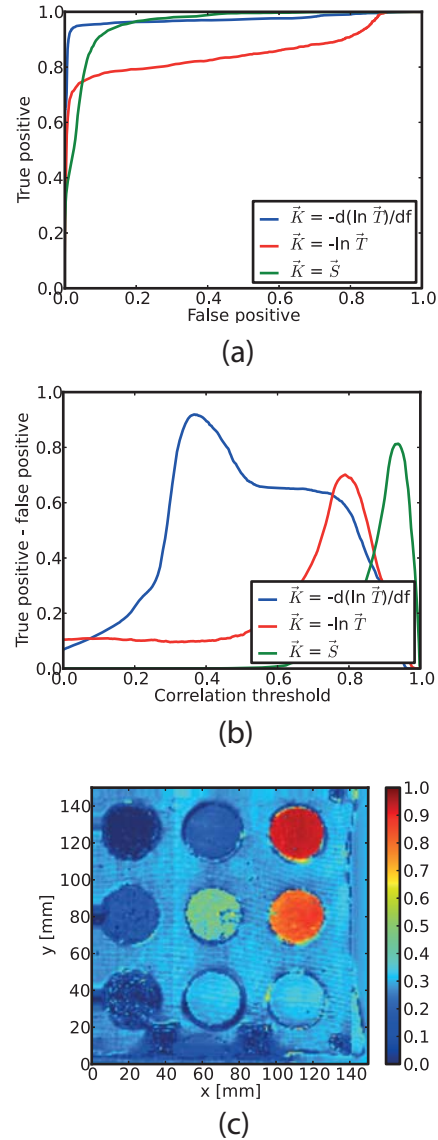 1.0
0.8
0.6
0.4
0.2
0.0
True positive
0.0 0.2 0.4 0.6 0.8 1.0
False positive
K⃗ = -d(ln T⃗)/df
K⃗ = -ln T⃗
K⃗ = S⃗
(a)
1.0
0.8
0.6
0.4
0.2
0.0
True positive - false positive
0.0 0.2 0.4 0.6 0.8 1.0
Correlation threshold
K⃗ = -d(ln T⃗)/df
K⃗ = -ln T⃗
K⃗ = S⃗
(b)
140
120
100
80
60
40
20
0
y [mm]
0 20 40 60 80 100 120 140
x [mm]
1.0
0.9
0.8
0.7
0.6
0.5
0.4
0.3
0.2
0.1
0.0
(c)